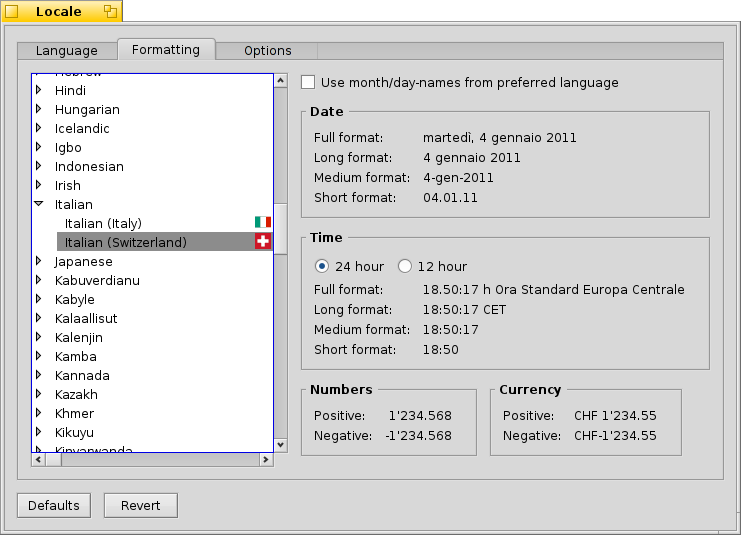 Locale
Language Formatting Options
Hebrew
Hindi
Hungarian
Icelandic
Igbo
Indonesian
Irish
Italian
Italian (Italy)
Italian (Switzerland)
Japanese
Kabuverdianu
Kabyle
Kalaallisut
Kalenjin
Kamba
Kannada
Kazakh
Khmer
Kikuyu
Kinyarwanda
Use month/day-names from preferred language
Date
Full format: martedì, 4 gennaio 2011
Long format: 4 gennaio 2011
Medium format: 4-gen-2011
Short format: 04.01.11
Time
24 hour 12 hour
Full format: 18.50:17 h Ora Standard Europa Centrale
Long format: 18:50:17 CET
Medium format: 18:50:17
Short format: 18:50
Numbers
Positive: 1'234.568
Negative: -1'234.568
Currency
Positive: CHF 1'234.55
Negative: CHF-1'234.55
Defaults Revert